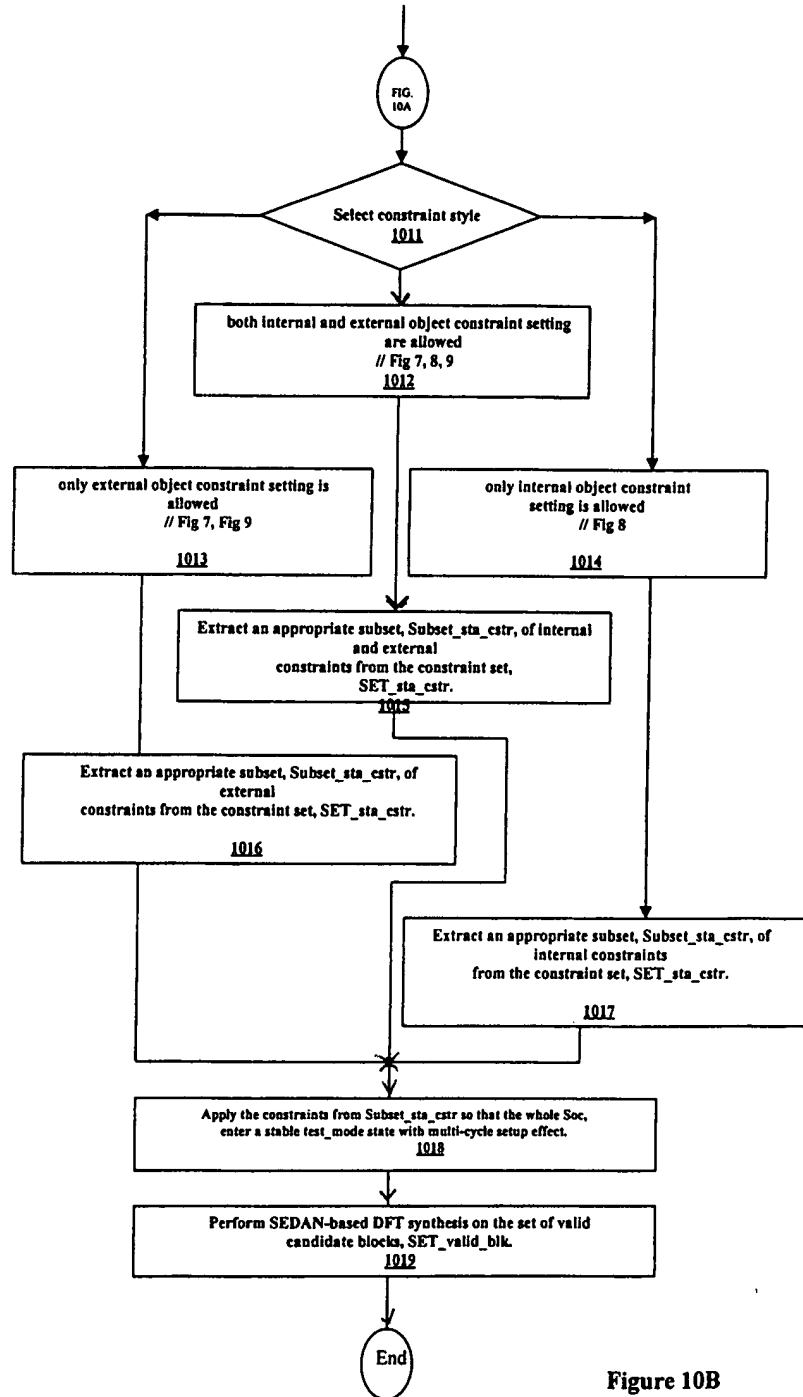 FIG.
10A
Select constraint style
1011
both internal and external object constraint setting
are allowed
// Fig 7, 8, 9
1012
only external object constraint setting is
allowed
// Fig 7, Fig 9
1013
only internal object constraint
setting is allowed
// Fig 8
1014
Extract an appropriate subset, Subset_sta_cstr, of internal
and external
constraints from the constraint set,
SET_sta_cstr.
1015
Extract an appropriate subset, Subset_sta_cstr, of
external
constraints from the constraint set, SET_sta_cstr.
1016
Extract an appropriate subset, Subset_sta_cstr, of
internal constraints
from the constraint set, SET_sta_cstr.
1017
Apply the constraints from Subset_sta_cstr so that the whole Soc,
enter a stable test_mode state with multi-cycle setup effect.
1018
Perform SEDAN-based DFT synthesis on the set of valid
candidate blocks, SET_valid_blk.
1019
End
Figure 10B